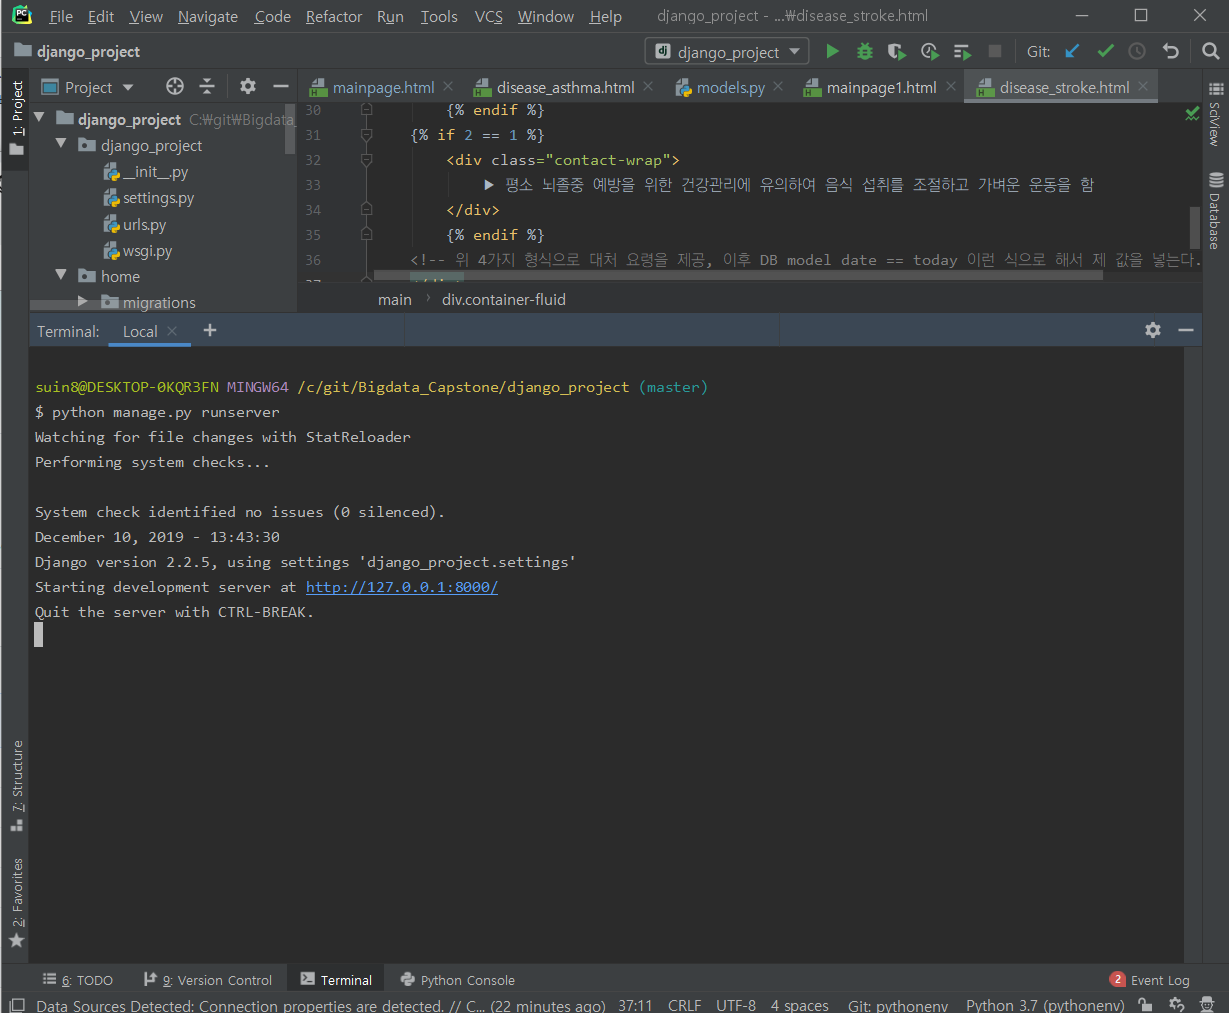 PC File Edit View Navigate Code Refactor Run Tools VCS Window Help django_project - ...₩disease_stroke.html
django_project
dj django_project Git:
1: Project
Project
mainpage.html disease_asthma.html models.py mainpage1.html disease_stroke.html
django_project C:₩git₩Bigdata_
django_project
__init__.py
settings.py
urls.py
wsgi.py
home
migrations
30 {% endif %}
31 {% if 2 == 1 %}
32 <div class="contact-wrap">
33 ▶ 평소 뇌졸중 예방을 위한 건강관리에 유의하여 음식 섭취를 조절하고 가벼운 운동을 함
34 </div>
35 {% endif %}
36 <!-- 위 4가지 형식으로 대처 요령을 제공, 이후 DB model date == today 이런 식으로 해서 제 값을 넣는다.
main › div.container-fluid
SciView
Database
Terminal: Local +
suin8@DESKTOP-0KQR3FN MINGW64 /c/git/Bigdata_Capstone/django_project (master)
$ python manage.py runserver
Watching for file changes with StatReloader
Performing system checks...
System check identified no issues (0 silenced).
December 10, 2019 - 13:43:30
Django version 2.2.5, using settings 'django_project.settings'
Starting development server at http://127.0.0.1:8000/
Quit the server with CTRL-BREAK.
7: Structure
2: Favorites
6: TODO 9: Version Control Terminal Python Console 2 Event Log
Data Sources Detected: Connection properties are detected. // C... (22 minutes ago) 37:11 CRLF UTF-8 4 spaces Git: pythonenv Python 3.7 (pythonenv)